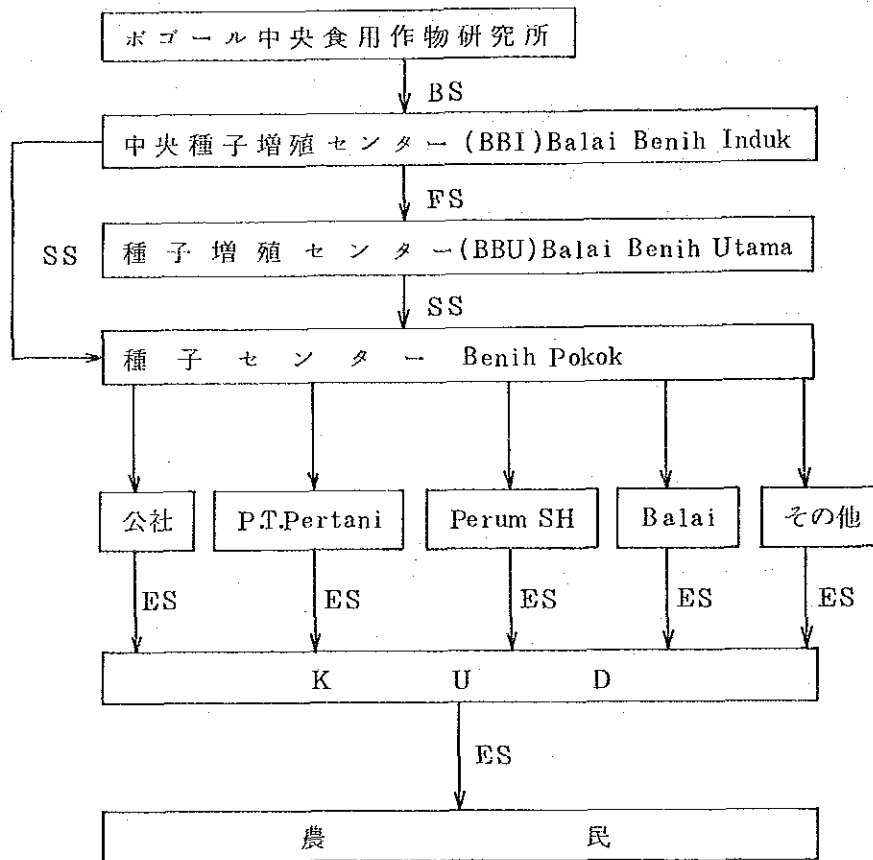 ボゴール中央食用作物研究所
BS
中央種子増殖センター(BBI)Balai Benih Induk
FS
種子増殖センター(BBU)Balai Benih Utama
SS
SS
種子センター Benih Pokok
公社 P.T.Pertani Perum SH Balai その他
ES ES ES ES ES
K U D
ES
農 民